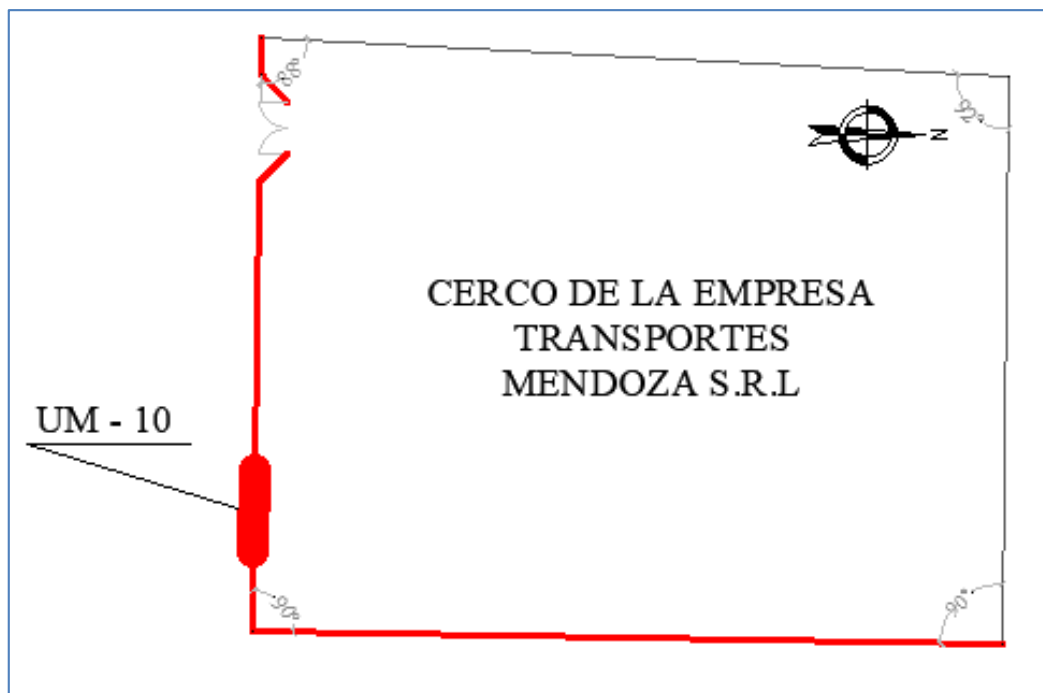 88°
92°
N
CERCO DE LA EMPRESA
TRANSPORTES
MENDOZA S.R.L
UM - 10
90°
90°